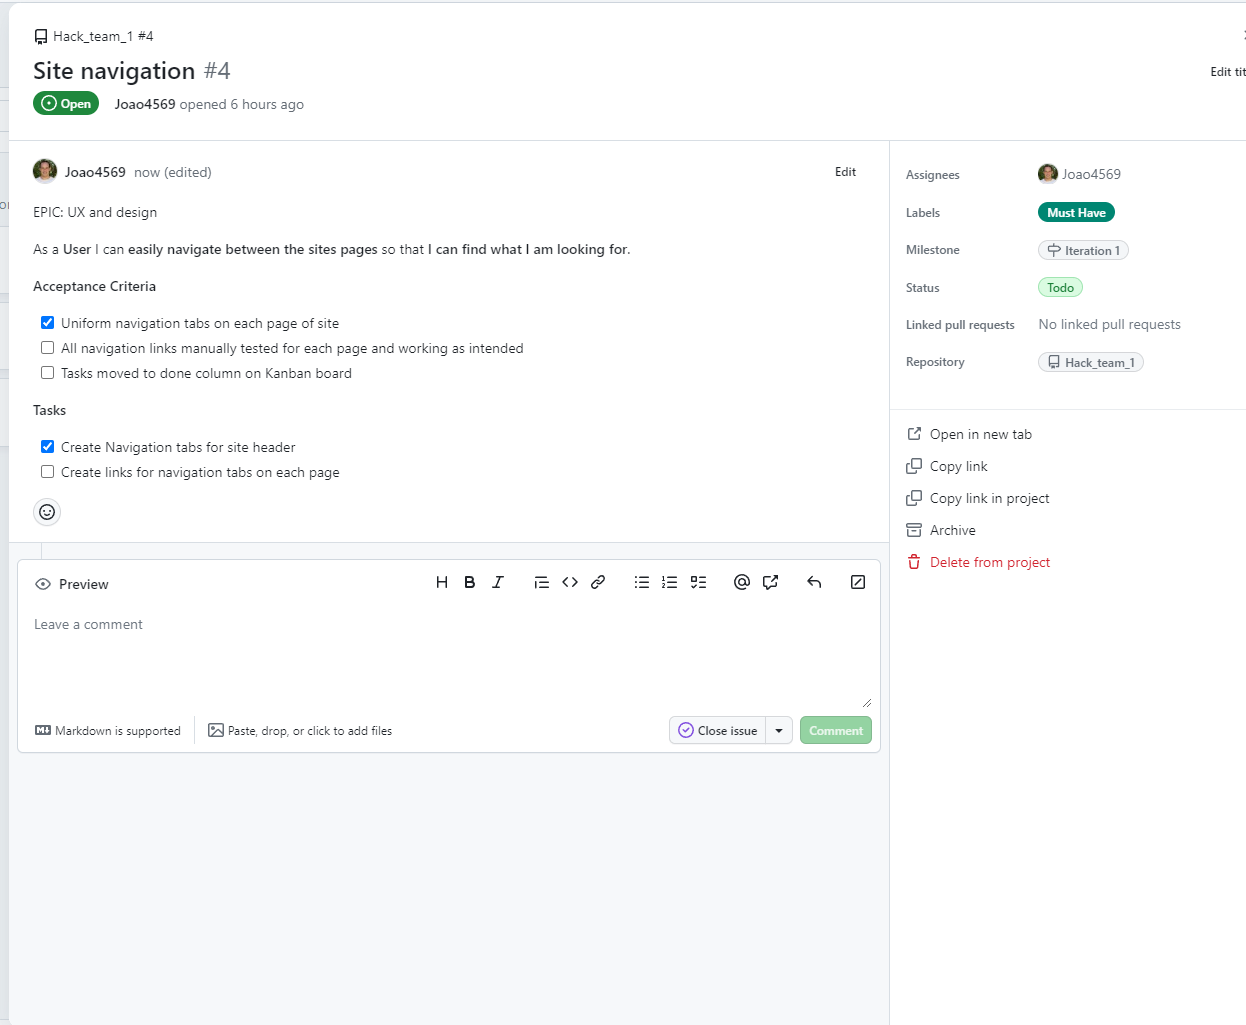 Hack_team_1 #4
Site navigation #4
Edit tit
Open
Joao4569 opened 6 hours ago
Joao4569 now (edited)
Edit
EPIC: UX and design
As a User I can easily navigate between the sites pages so that I can find what I am looking for.
Acceptance Criteria
Uniform navigation tabs on each page of site
All navigation links manually tested for each page and working as intended
Tasks moved to done column on Kanban board
Tasks
Create Navigation tabs for site header
Create links for navigation tabs on each page
Preview
Leave a comment
Markdown is supported
Paste, drop, or click to add files
Close issue
Comment
Assignees
Joao4569
Labels
Must Have
Milestone
Iteration 1
Status
Todo
Linked pull requests
No linked pull requests
Repository
Hack_team_1
Open in new tab
Copy link
Copy link in project
Archive
Delete from project